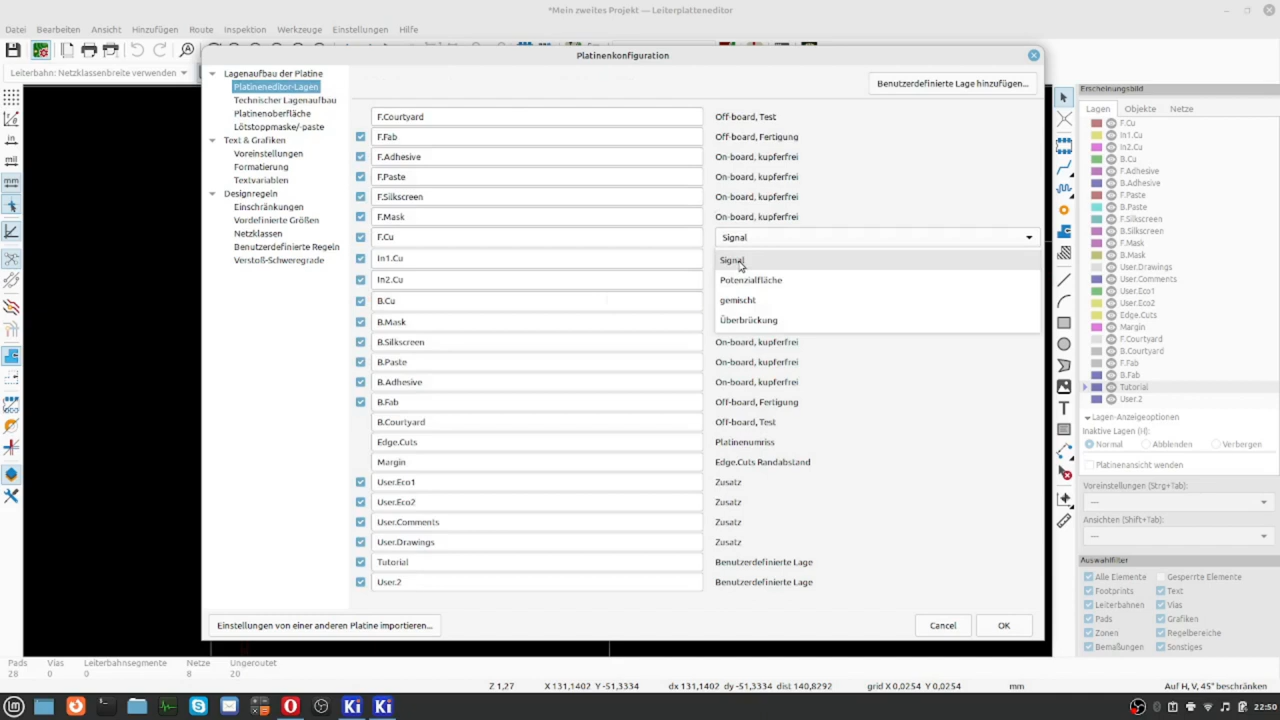 *Mein zweites Projekt — Leiterplatteneditor
Datei Bearbeiten Ansicht Hinzufügen Route Inspektion Werkzeuge Einstellungen Hilfe
Leiterbahn: Netzklassenbreite verwenden
in
mil
mm
Platinenkonfiguration
Lagenaufbau der Platine
Platineneditor-Lagen
Technischer Lagenaufbau
Platinenoberfläche
Lötstoppmaske/-paste
Text & Grafiken
Voreinstellungen
Formatierung
Textvariablen
Designregeln
Einschränkungen
Vordefinierte Größen
Netzklassen
Benutzerdefinierte Regeln
Verstoß-Schweregrade
Benutzerdefinierte Lage hinzufügen...
F.Courtyard Off-board, Test
F.Fab Off-board, Fertigung
F.Adhesive On-board, kupferfrei
F.Paste On-board, kupferfrei
F.Silkscreen On-board, kupferfrei
F.Mask On-board, kupferfrei
F.Cu Signal
In1.Cu Signal
In2.Cu Potenzialfläche
B.Cu gemischt
B.Mask Überbrückung
B.Silkscreen On-board, kupferfrei
B.Paste On-board, kupferfrei
B.Adhesive On-board, kupferfrei
B.Fab Off-board, Fertigung
B.Courtyard Off-board, Test
Edge.Cuts Platinenumriss
Margin Edge.Cuts Randabstand
User.Eco1 Zusatz
User.Eco2 Zusatz
User.Comments Zusatz
User.Drawings Zusatz
Tutorial Benutzerdefinierte Lage
User.2 Benutzerdefinierte Lage
Einstellungen von einer anderen Platine importieren...
Cancel OK
Erscheinungsbild
Lagen Objekte Netze
F.Cu
In1.Cu
In2.Cu
B.Cu
F.Adhesive
B.Adhesive
F.Paste
B.Paste
F.Silkscreen
B.Silkscreen
F.Mask
B.Mask
User.Drawings
User.Comments
User.Eco1
User.Eco2
Edge.Cuts
Margin
F.Courtyard
B.Courtyard
F.Fab
B.Fab
Tutorial
User.2
Lagen-Anzeigeoptionen
Inaktive Lagen (H):
Normal Abblenden Verbergen
Platinenansicht wenden
Voreinstellungen (Strg+Tab):
---
Ansichten (Shift+Tab):
---
Auswahlfilter
Alle Elemente Gesperrte Elemente
Footprints Text
Leiterbahnen Vias
Pads Grafiken
Zonen Regelbereiche
Bemaßungen Sonstiges
Pads Vias Leiterbahnsegmente Netze Ungeroutet
28 0 0 8 20
Z 1,27 X 131,1402 Y -51,3334 dx 131,1402 dy -51,3334 dist 140,8292 grid X 0,0254 Y 0,0254 mm Auf H, V, 45° beschränken
Ki Ki 22:50